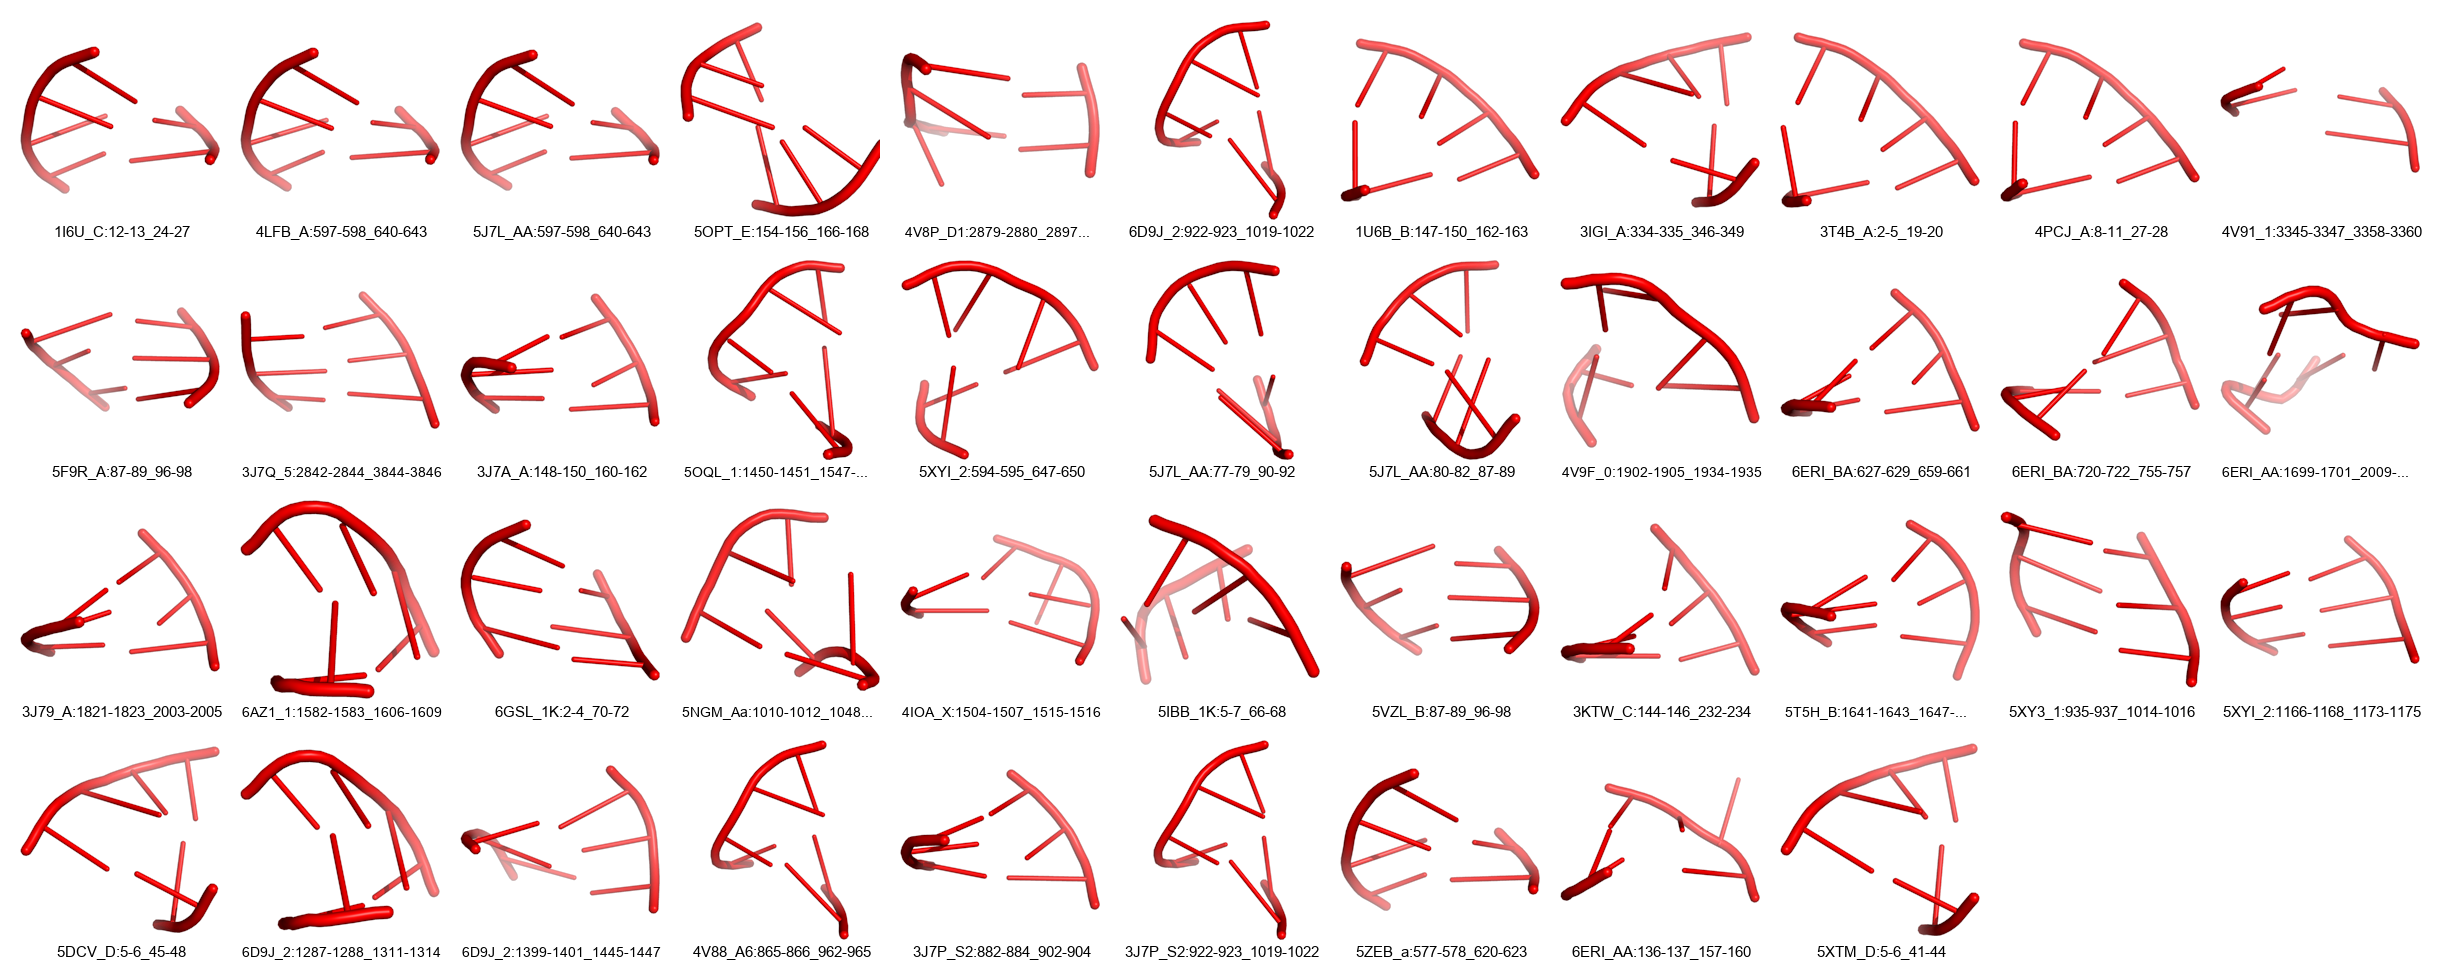 1I6U_C:12-13_24-27
4LFB_A:597-598_640-643
5J7L_AA:597-598_640-643
5OPT_E:154-156_166-168
4V8P_D1:2879-2880_2897...
6D9J_2:922-923_1019-1022
1U6B_B:147-150_162-163
3IGI_A:334-335_346-349
3T4B_A:2-5_19-20
4PCJ_A:8-11_27-28
4V91_1:3345-3347_3358-3360
5F9R_A:87-89_96-98
3J7Q_5:2842-2844_3844-3846
3J7A_A:148-150_160-162
5OQL_1:1450-1451_1547-...
5XYI_2:594-595_647-650
5J7L_AA:77-79_90-92
5J7L_AA:80-82_87-89
4V9F_0:1902-1905_1934-1935
6ERI_BA:627-629_659-661
6ERI_BA:720-722_755-757
6ERI_AA:1699-1701_2009-...
3J79_A:1821-1823_2003-2005
6AZ1_1:1582-1583_1606-1609
6GSL_1K:2-4_70-72
5NGM_Aa:1010-1012_1048...
4IOA_X:1504-1507_1515-1516
5IBB_1K:5-7_66-68
5VZL_B:87-89_96-98
3KTW_C:144-146_232-234
5T5H_B:1641-1643_1647-...
5XY3_1:935-937_1014-1016
5XYI_2:1166-1168_1173-1175
5DCV_D:5-6_45-48
6D9J_2:1287-1288_1311-1314
6D9J_2:1399-1401_1445-1447
4V88_A6:865-866_962-965
3J7P_S2:882-884_902-904
3J7P_S2:922-923_1019-1022
5ZEB_a:577-578_620-623
6ERI_AA:136-137_157-160
5XTM_D:5-6_41-44